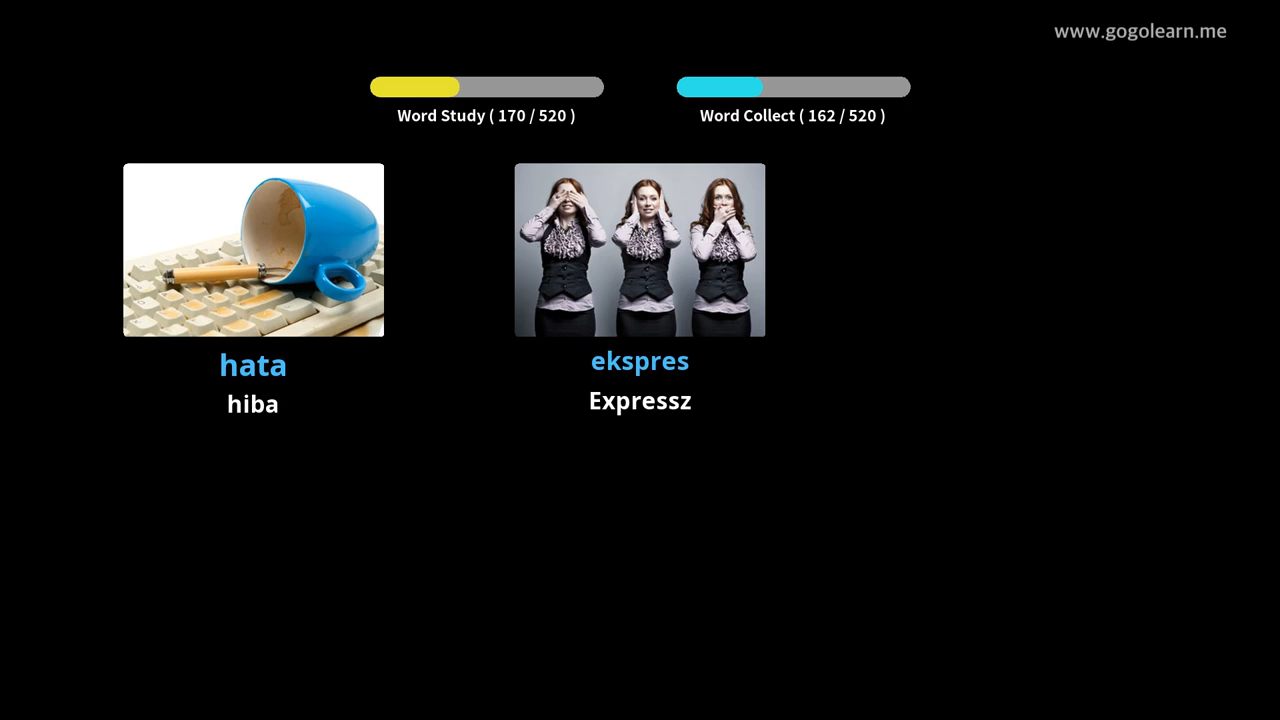 www.gogolearn.me
Word Study ( 170 / 520 )
Word Collect ( 162 / 520 )
hata
hiba
ekspres
Expressz